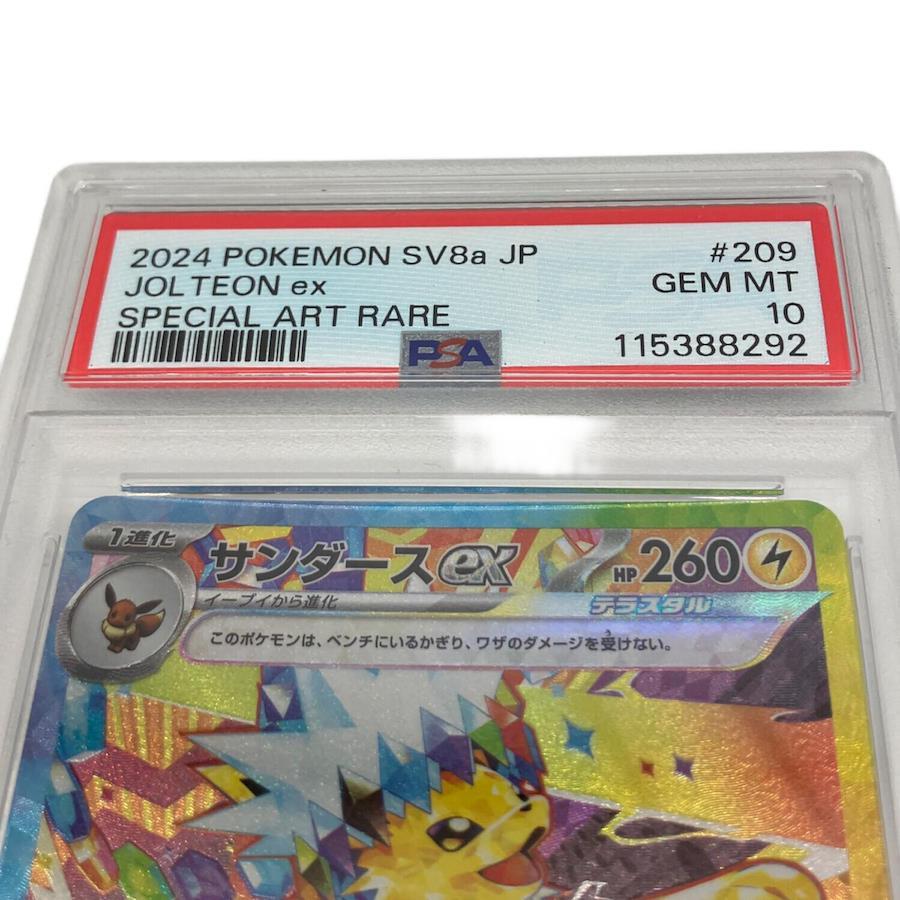 2024 POKEMON SV8a JP #209
JOLTEON ex GEM MT
SPECIAL ART RARE 10
PSA 115388292
1進化
サンダースex HP260
イーブイから進化 テラスタル
このポケモンは、ベンチにいるかぎり、ワザのダメージを受けない。